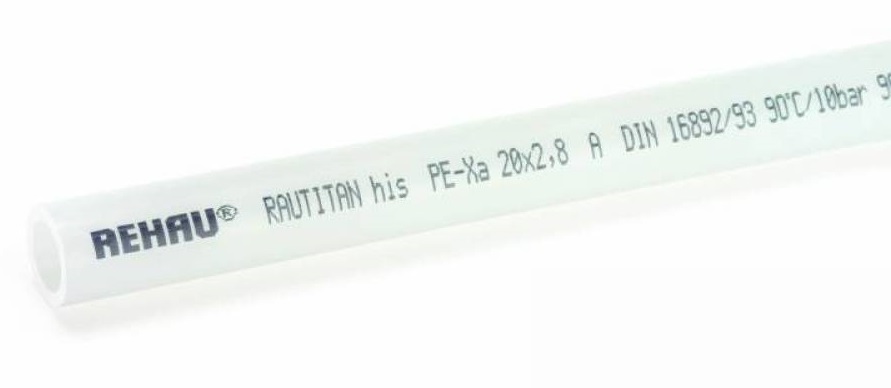 REHAU® RAUTITAN his PE-Xa 20x2,8 A DIN 16892/93 90°C/10bar